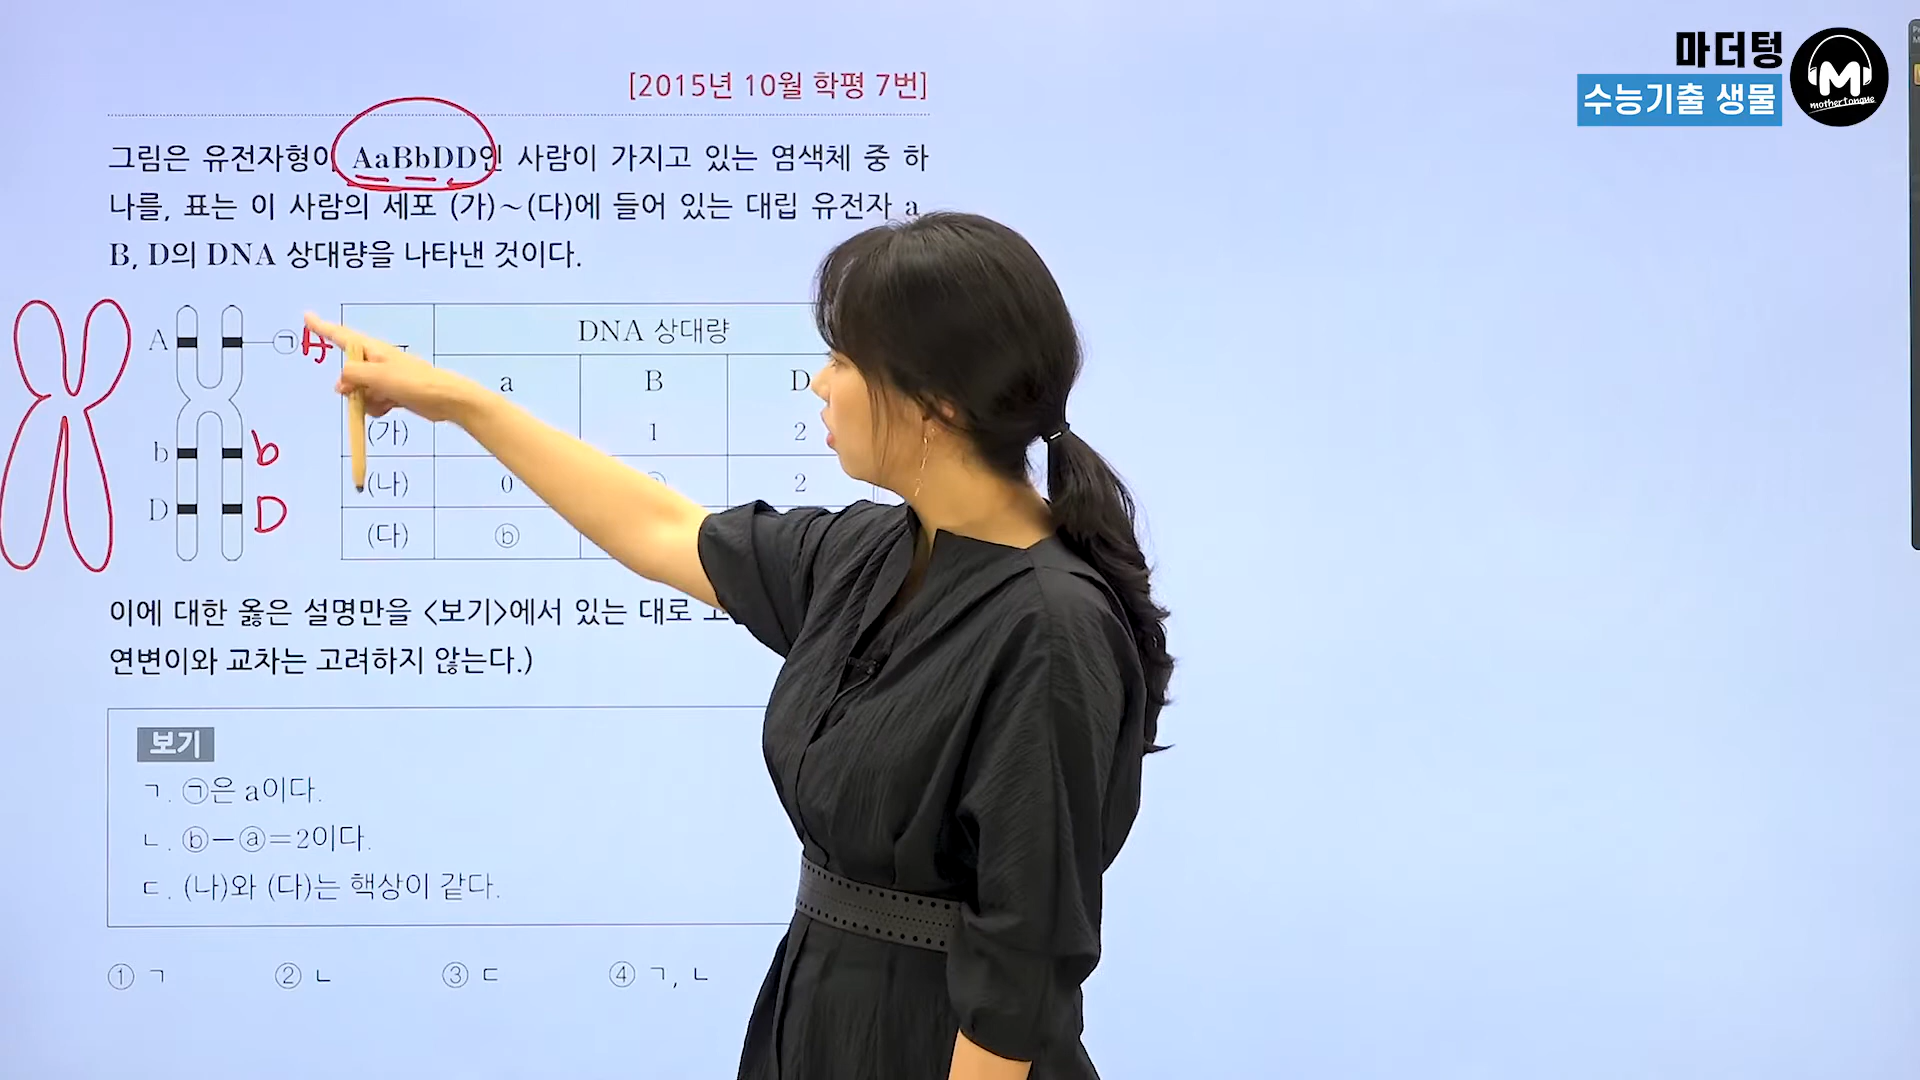 마더텅
수능기출 생물
mothertongue
[2015년 10월 학평 7번]
그림은 유전자형이 AaBbDD인 사람이 가지고 있는 염색체 중 하
나를, 표는 이 사람의 세포 (가)~(다)에 들어 있는 대립 유전자 a,
B, D의 DNA 상대량을 나타낸 것이다.
A ㉠ A
b b
D D
DNA 상대량
a B D
(가) 1 2
(나) 0 2
(다) ⓑ
이에 대한 옳은 설명만을 <보기>에서 있는 대로
연변이와 교차는 고려하지 않는다.)
보기
ㄱ. ㉠은 a이다.
ㄴ. ⓑ-ⓐ=2이다.
ㄷ. (나)와 (다)는 핵상이 같다.
① ㄱ ② ㄴ ③ ㄷ ④ ㄱ, ㄴ